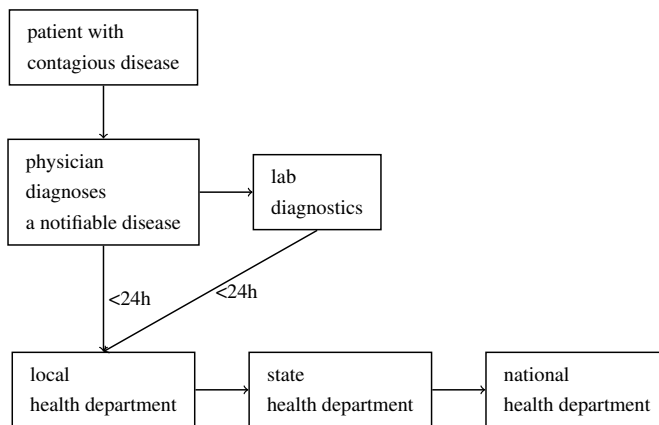 patient with
contagious disease
physician
diagnoses
a notifiable disease
lab
diagnostics
<24h
<24h
local
health department
state
health department
national
health department